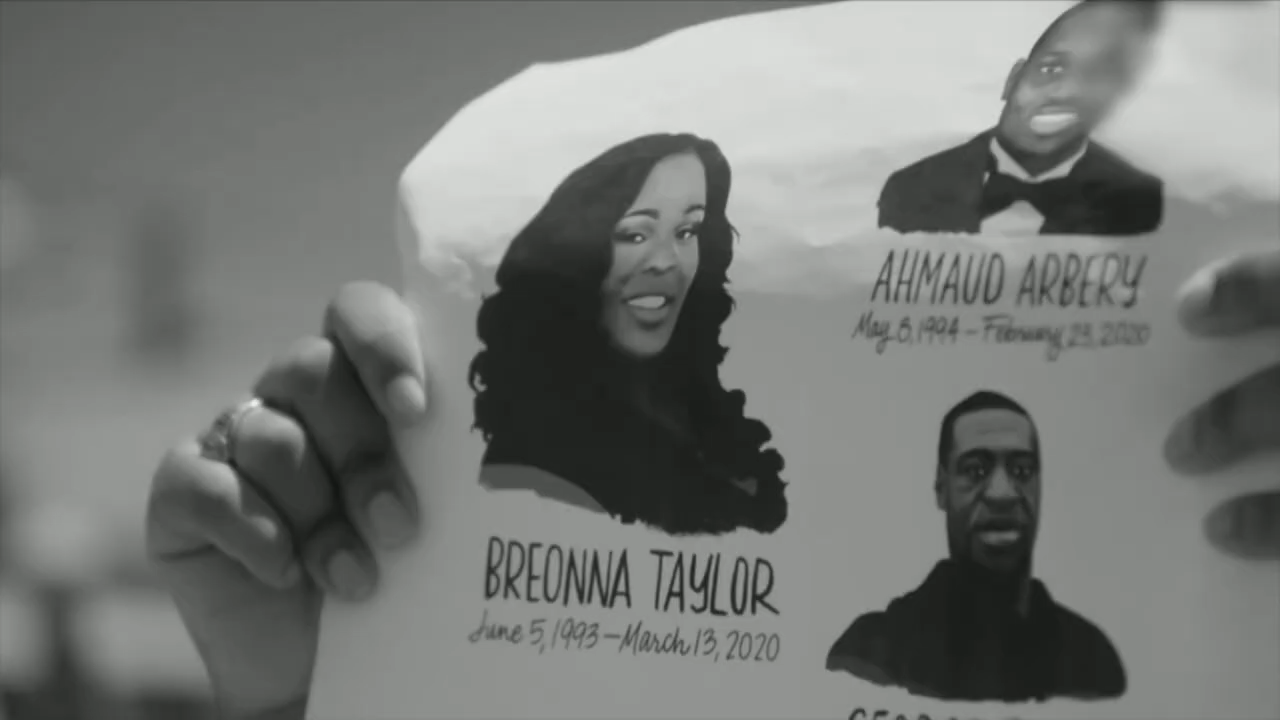 AHMAUD ARBERY
May 8, 1994 – February 23, 2020
BREONNA TAYLOR
June 5, 1993 – March 13, 2020